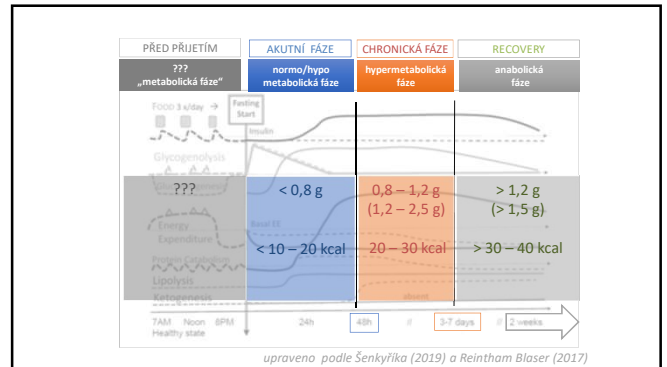 PŘED PŘIJETÍM AKUTNÍ FÁZE CHRONICKÁ FÁZE RECOVERY
??? normo/hypo hypermetabolická anabolická
„metabolická fáze“ metabolická fáze fáze fáze
Food 3 x/day → Fasting
Start
Insulin
Glycogenolysis
??? < 0,8 g 0,8 – 1,2 g > 1,2 g
(1,2 – 2,5 g) (> 1,5 g)
Basal EE
Energy
Expenditure
< 10 – 20 kcal 20 – 30 kcal > 30 – 40 kcal
Protein Catabolism
Lipolysis
Ketogenesis absent
7AM Noon 6PM 24h 48h // 3-7 days // 2 weeks
Healthy state
upraveno podle Šenkyříka (2019) a Reintham Blaser (2017)